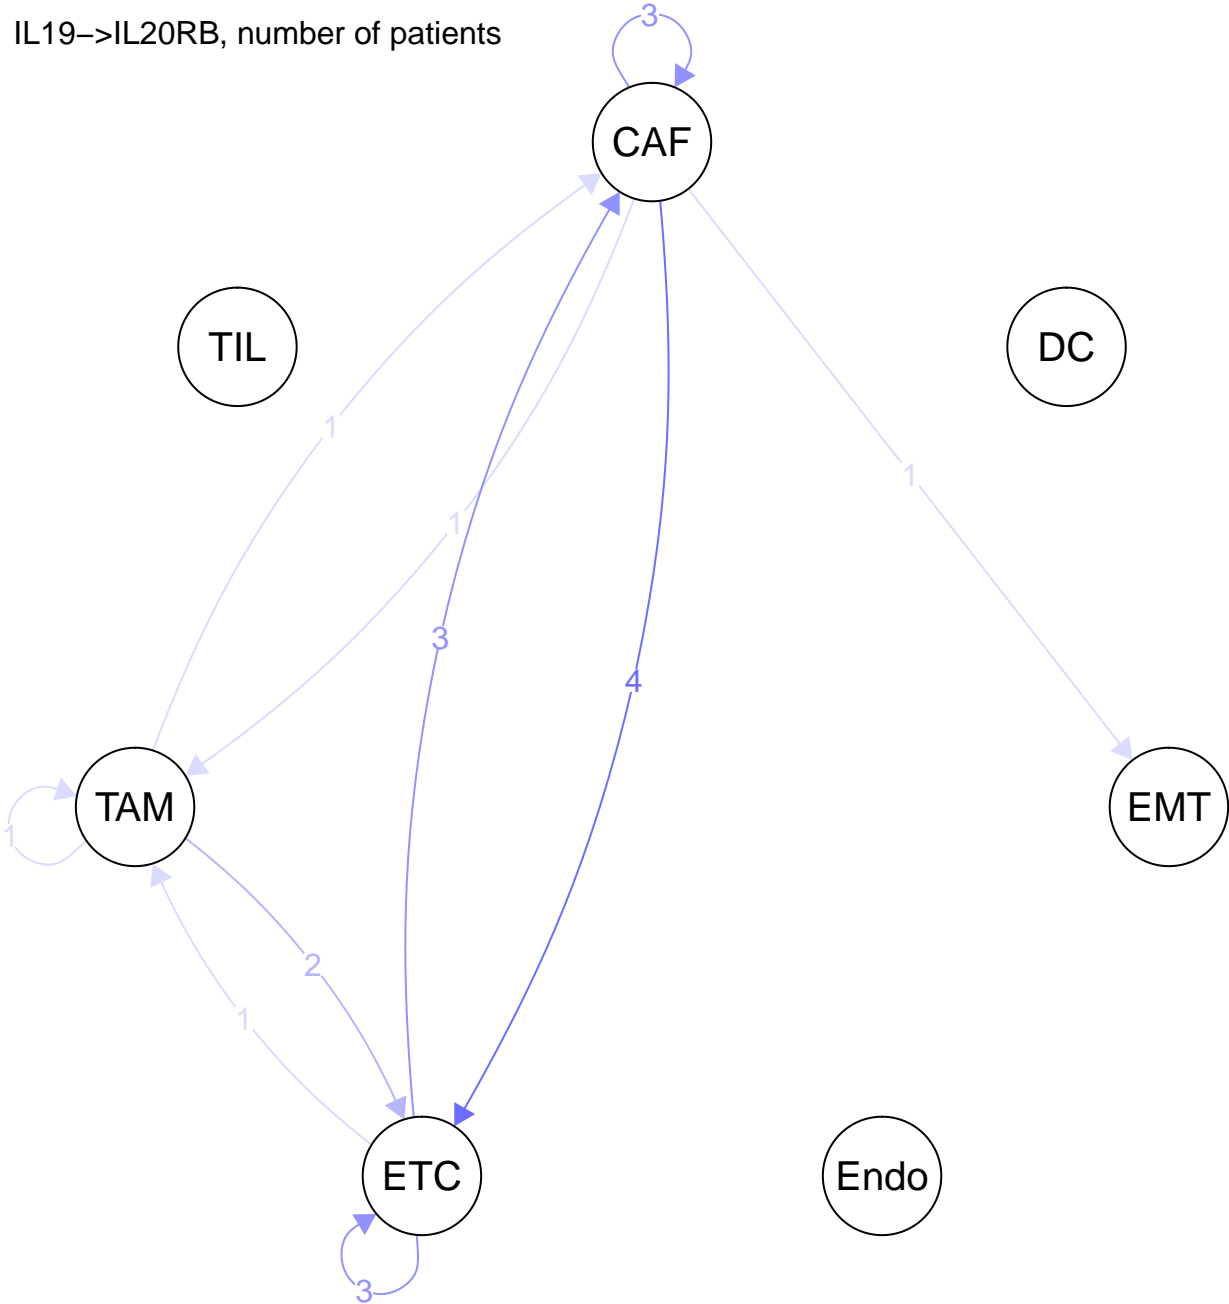 IL19–>IL20RB, number of patients
3
CAF
TIL
DC
1
1
1
3
4
TAM
EMT
1
2
1
ETC
Endo
3